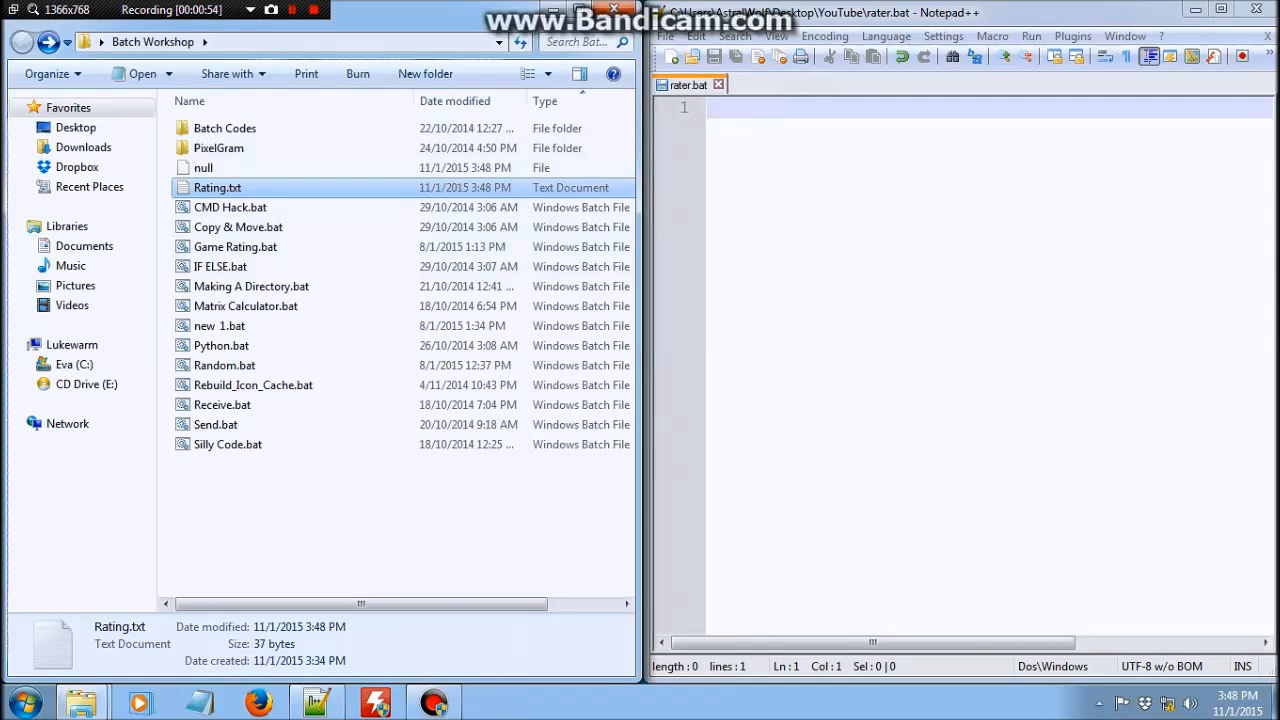 1366x768 Recording [00:00:54]
www.Bandicam.com
C:\Users\AstralWolf\Desktop\YouTube\rater.bat - Notepad++
Batch Workshop
Search Bat...
File Edit Search View Encoding Language Settings Macro Run Plugins Window ? X
Organize Open Share with Print Burn New folder
rater.bat
Name Date modified Type
1
Favorites
Desktop
Downloads
Dropbox
Recent Places
Libraries
Documents
Music
Pictures
Videos
Lukewarm
Eva (C:)
CD Drive (E:)
Network
Batch Codes 22/10/2014 12:27 ... File folder
PixelGram 24/10/2014 4:50 PM File folder
null 11/1/2015 3:48 PM File
Rating.txt 11/1/2015 3:48 PM Text Document
CMD Hack.bat 29/10/2014 3:06 AM Windows Batch File
Copy & Move.bat 29/10/2014 3:06 AM Windows Batch File
Game Rating.bat 8/1/2015 1:13 PM Windows Batch File
IF ELSE.bat 29/10/2014 3:07 AM Windows Batch File
Making A Directory.bat 21/10/2014 12:41 ... Windows Batch File
Matrix Calculator.bat 18/10/2014 6:54 PM Windows Batch File
new 1.bat 8/1/2015 1:34 PM Windows Batch File
Python.bat 26/10/2014 3:08 AM Windows Batch File
Random.bat 8/1/2015 12:37 PM Windows Batch File
Rebuild_Icon_Cache.bat 4/11/2014 10:43 PM Windows Batch File
Receive.bat 18/10/2014 7:04 PM Windows Batch File
Send.bat 20/10/2014 9:18 AM Windows Batch File
Silly Code.bat 18/10/2014 12:25 ... Windows Batch File
Rating.txt Date modified: 11/1/2015 3:48 PM
Text Document Size: 37 bytes
Date created: 11/1/2015 3:34 PM
length : 0 lines : 1 Ln : 1 Col : 1 Sel : 0 | 0 Dos\Windows UTF-8 w/o BOM INS
3:48 PM
11/1/2015